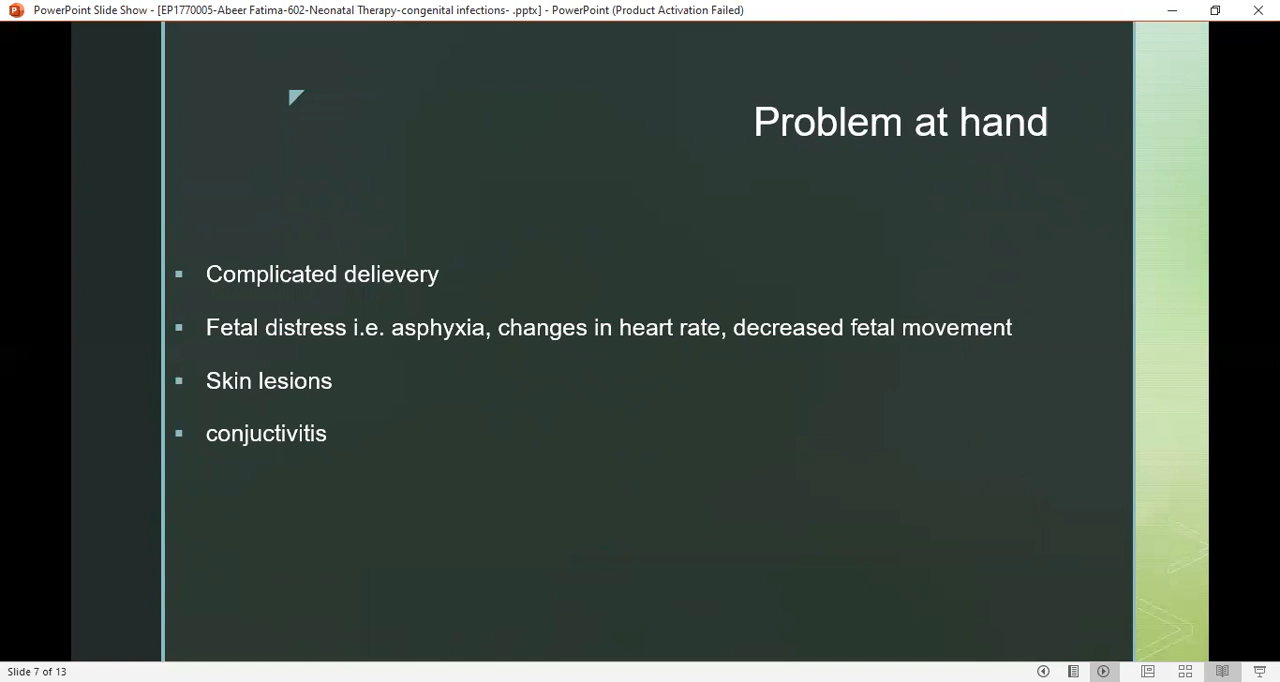 PowerPoint Slide Show - [EP1770005-Abeer Fatima-602-Neonatal Therapy-congenital infections- .pptx] - PowerPoint (Product Activation Failed)
Problem at hand
Complicated delievery
Fetal distress i.e. asphyxia, changes in heart rate, decreased fetal movement
Skin lesions
conjuctivitis
Slide 7 of 13